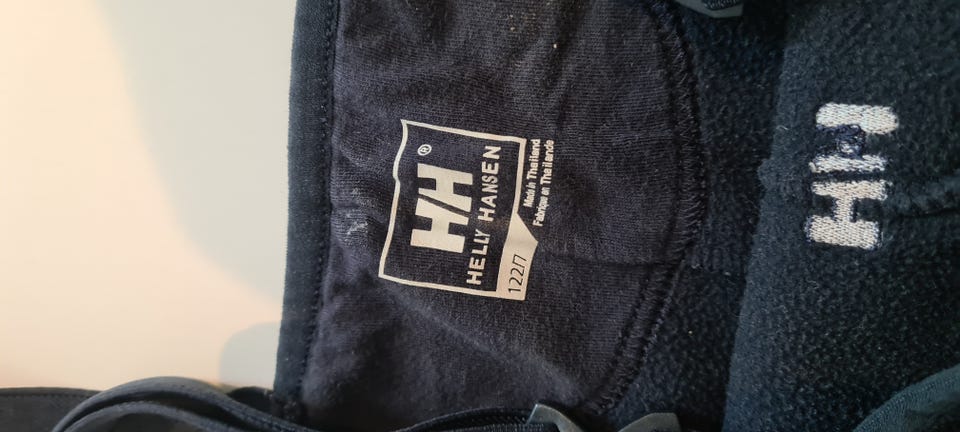 HH®
HELLY HANSEN
122/7
Made in Thailand
Fabriqué en Thaïlande
HH